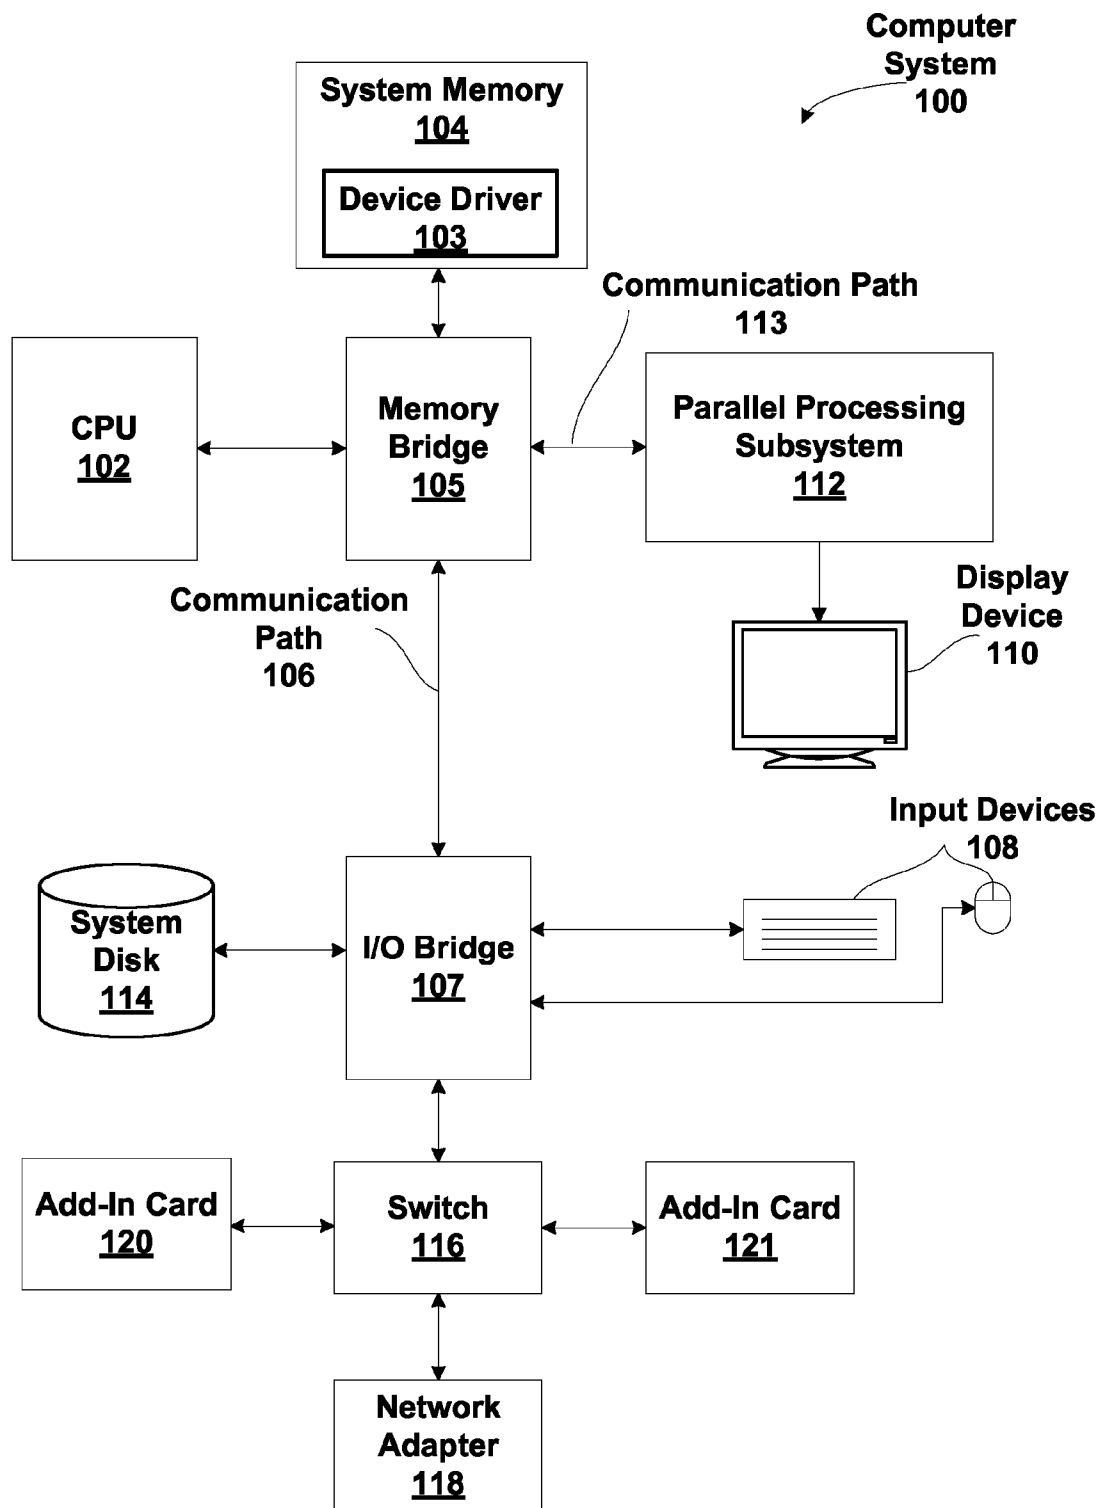 Computer
System
100
System Memory
104
Device Driver
103
Communication Path
113
CPU
102
Memory
Bridge
105
Parallel Processing
Subsystem
112
Communication
Path
106
Display
Device
110
Input Devices
108
System
Disk
114
I/O Bridge
107
Add-In Card
120
Switch
116
Add-In Card
121
Network
Adapter
118